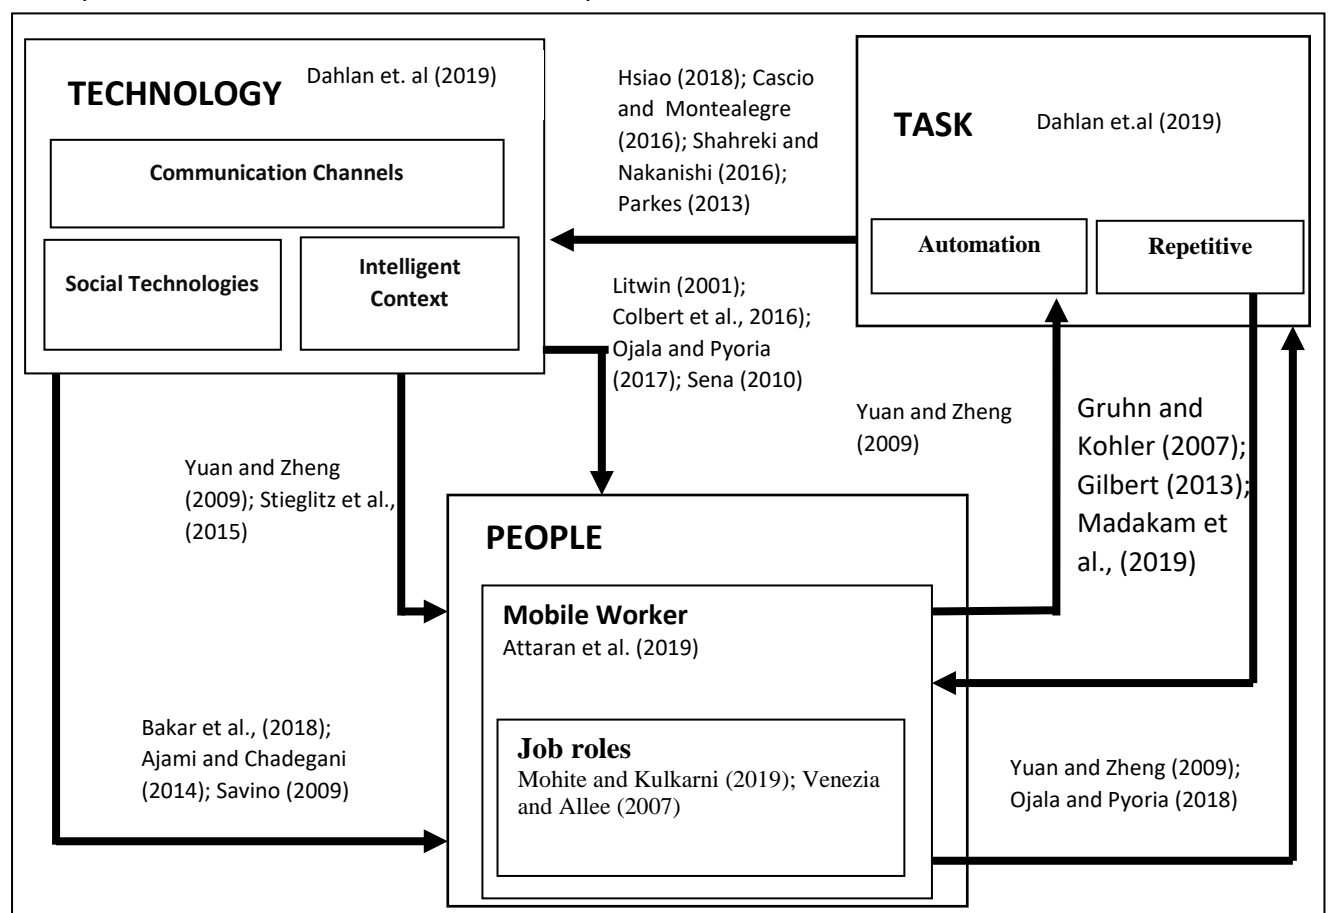 TECHNOLOGY
Dahlan et. al (2019)
Communication Channels
Social Technologies
Intelligent
Context
Hsiao (2018); Cascio
and Montealegre
(2016); Shahreki and
Nakanishi (2016);
Parkes (2013)
TASK
Dahlan et.al (2019)
Automation
Repetitive
Litwin (2001);
Colbert et al., 2016);
Ojala and Pyoria
(2017); Sena (2010)
Yuan and Zheng
(2009)
Gruhn and
Kohler (2007);
Gilbert (2013);
Madakam et
al., (2019)
Yuan and Zheng
(2009); Stieglitz et al.,
(2015)
PEOPLE
Mobile Worker
Attaran et al. (2019)
Job roles
Mohite and Kulkarni (2019); Venezia
and Allee (2007)
Bakar et al., (2018);
Ajami and Chadegani
(2014); Savino (2009)
Yuan and Zheng (2009);
Ojala and Pyoria (2018)